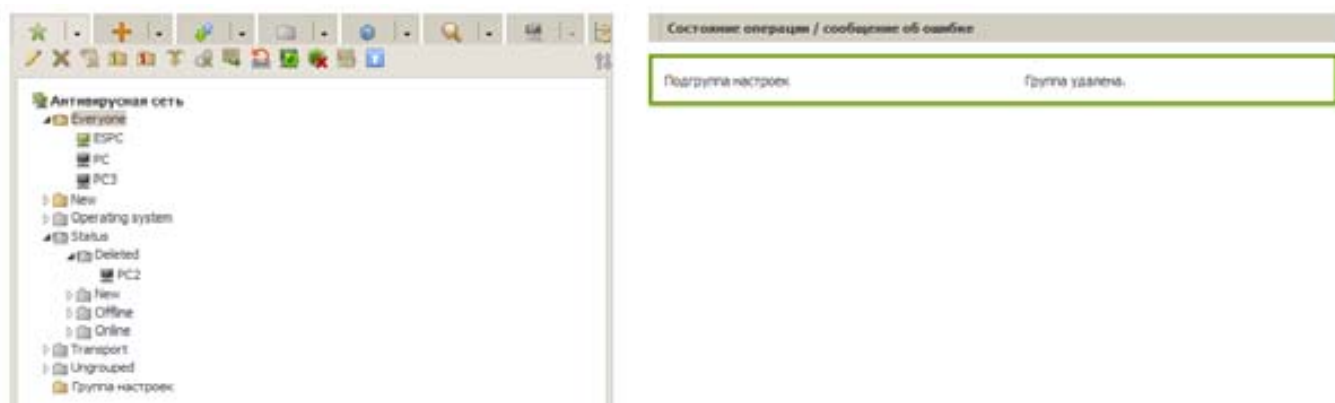 Состояние операции / сообщение об ошибке
Подгруппа настроек
Группа удалена.
Антивирусная сеть
Everyone
ESPC
PC
PC3
New
Operating system
Status
Deleted
PC2
New
Offline
Online
Transport
Ungrouped
Группа настроек